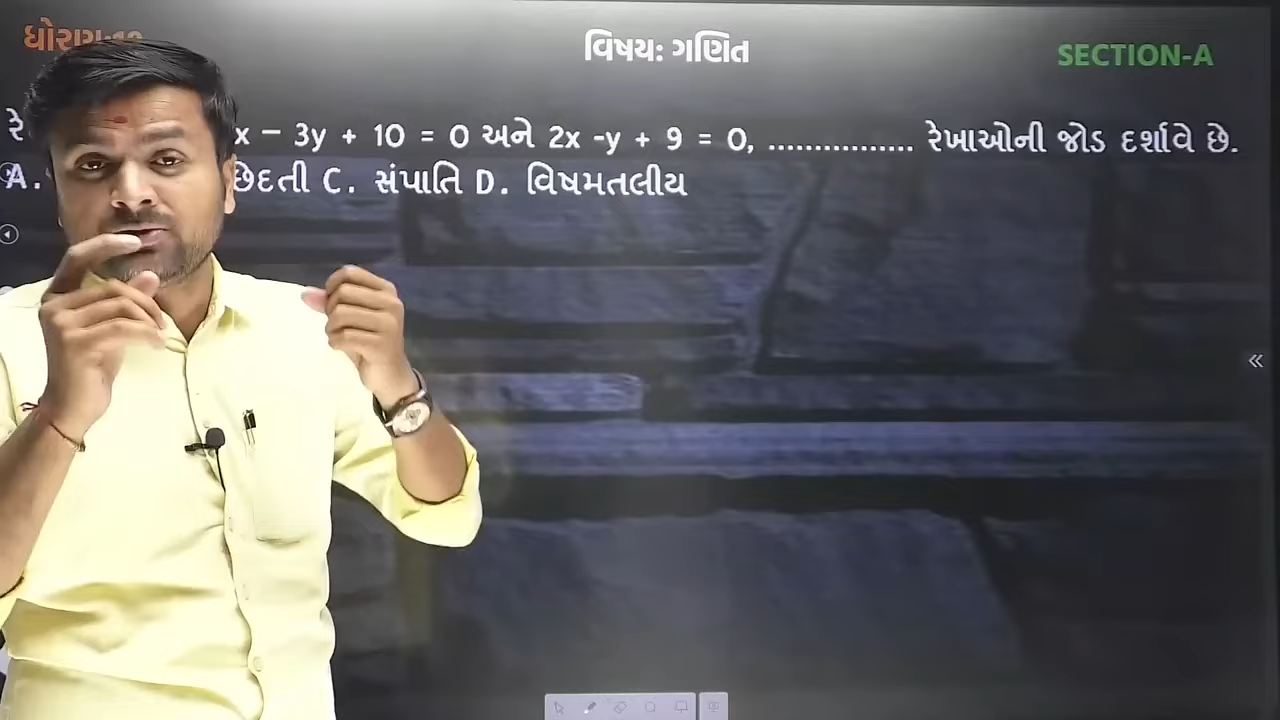 વિષય: ગણિત
SECTION-A
x – 3y + 10 = 0 અને 2x -y + 9 = 0, ................ રેખાઓની જોડ દર્શાવે છે.
A. છેદતી C. સંપાતિ D. વિષમતલીય